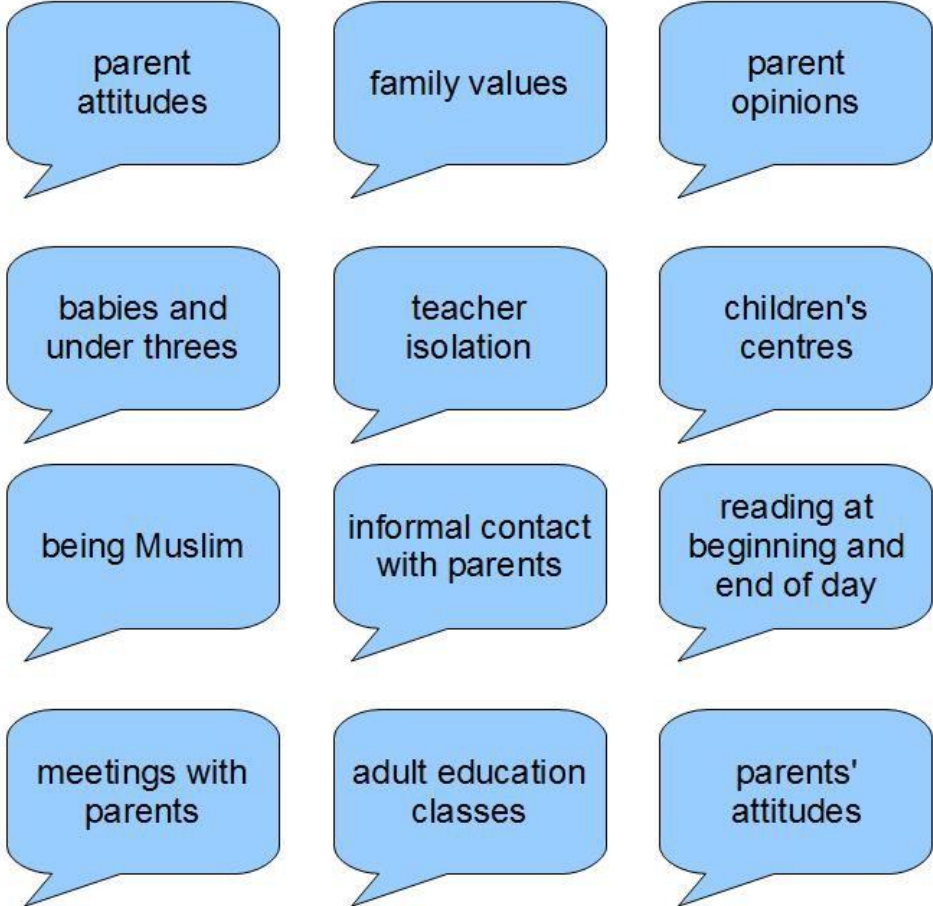 parent
attitudes
family values
parent
opinions
babies and
under threes
teacher
isolation
children's
centres
being Muslim
informal contact
with parents
reading at
beginning and
end of day
meetings with
parents
adult education
classes
parents'
attitudes